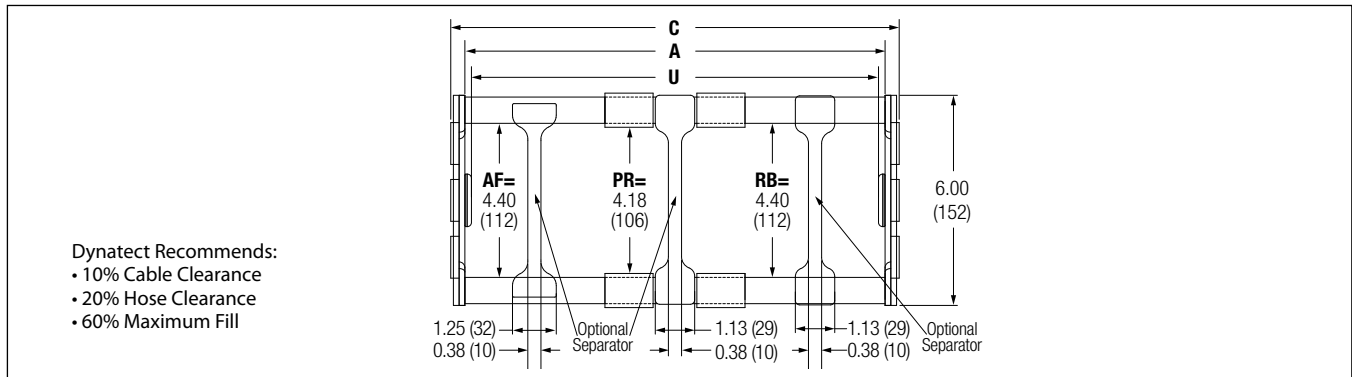 C
A
U
AF=
4.40
(112)
PR=
4.18
(106)
RB=
4.40
(112)
6.00
(152)
Dynatect Recommends:
• 10% Cable Clearance
• 20% Hose Clearance
• 60% Maximum Fill
1.25 (32)
0.38 (10)
Optional
Separator
1.13 (29)
0.38 (10)
1.13 (29)
0.38 (10)
Optional
Separator